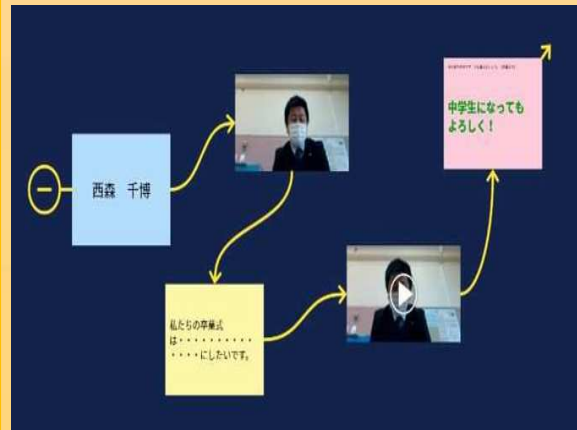 西森　千博
私たちの卒業式
は・・・・・・・・・・
・・・・にしたいです。
中学生になっても
よろしく！